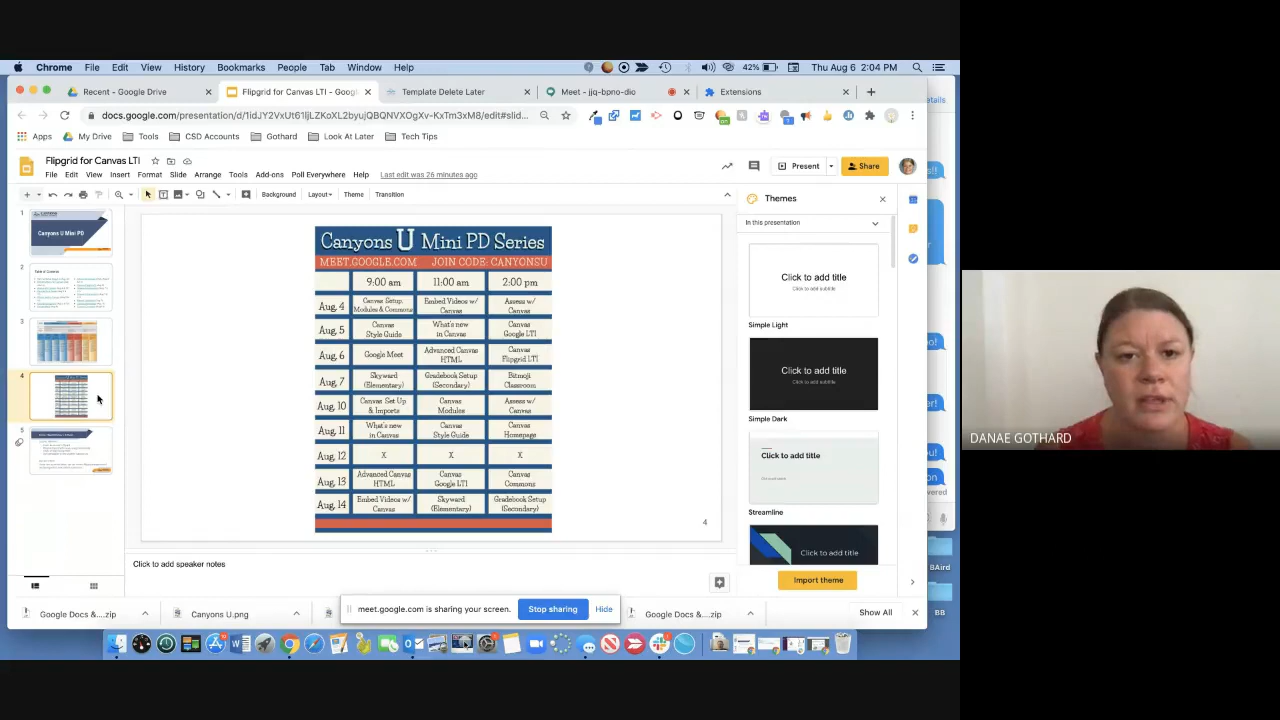 Chrome File Edit View History Bookmarks People Tab Window Help 42% Thu Aug 6 2:04 PM
Recent - Google Drive Flipgrid for Canvas LTI - Goog Template Delete Later Meet – jjq-bpno-dio Extensions
Apps My Drive Tools CSD Accounts Gothard Look At Later Tech Tips
Flipgrid for Canvas LTI
Present Share
File Edit View Insert Format Slide Arrange Tools Add-ons Poll Everywhere Help Last edit was 26 minutes ago
Background Layout Theme Transition
Themes
In this presentation
1
Canyons U Mini PD
2
Table of Contents
3
4
5
Canyons U Mini PD Series
MEET.GOOGLE.COM JOIN CODE: CANYONSU
9:00 am 11:00 am 2:00 pm
Aug. 4 Canvas Setup, Modules & Commons Embed Videos w/ Canvas Assess w/ Canvas
Aug. 5 Canvas Style Guide What's new in Canvas Canvas Google LTI
Aug. 6 Google Meet Advanced Canvas HTML Canvas Flipgrid LTI
Aug. 7 Skyward (Elementary) Gradebook Setup (Secondary) Bitmoji Classroom
Aug. 10 Canvas Set Up & Imports Canvas Modules Assess w/ Canvas
Aug. 11 What's new in Canvas Canvas Style Guide Canvas Homepage
Aug. 12 X X X
Aug. 13 Advanced Canvas HTML Canvas Google LTI Canvas Commons
Aug. 14 Embed Videos w/ Canvas Skyward (Elementary) Gradebook Setup (Secondary)
4
Click to add title
Simple Light
Click to add title
Simple Dark
Click to add title
Streamline
Click to add title
Import theme
Click to add speaker notes
meet.google.com is sharing your screen. Stop sharing Hide
Google Docs &....zip Canyons U.png Google Docs &....zip Show All
BAird
BB
DANAE GOTHARD